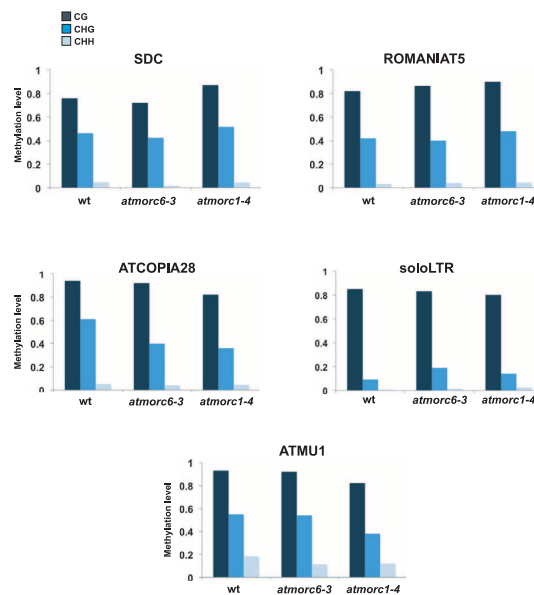 CG
CHG
CHH
SDC
ROMANIAT5
Methylation level
1
0.8
0.6
0.4
0.2
0
wt
atmorc6-3
atmorc1-4
1
0.8
0.6
0.4
0.2
0
wt
atmorc6-3
atmorc1-4
ATCOPIA28
soloLTR
Methylation level
1
0.8
0.6
0.4
0.2
0
wt
atmorc6-3
atmorc1-4
1
0.8
0.6
0.4
0.2
0
wt
atmorc6-3
atmorc1-4
ATMU1
Methylation level
1
0.8
0.6
0.4
0.2
0
wt
atmorc6-3
atmorc1-4